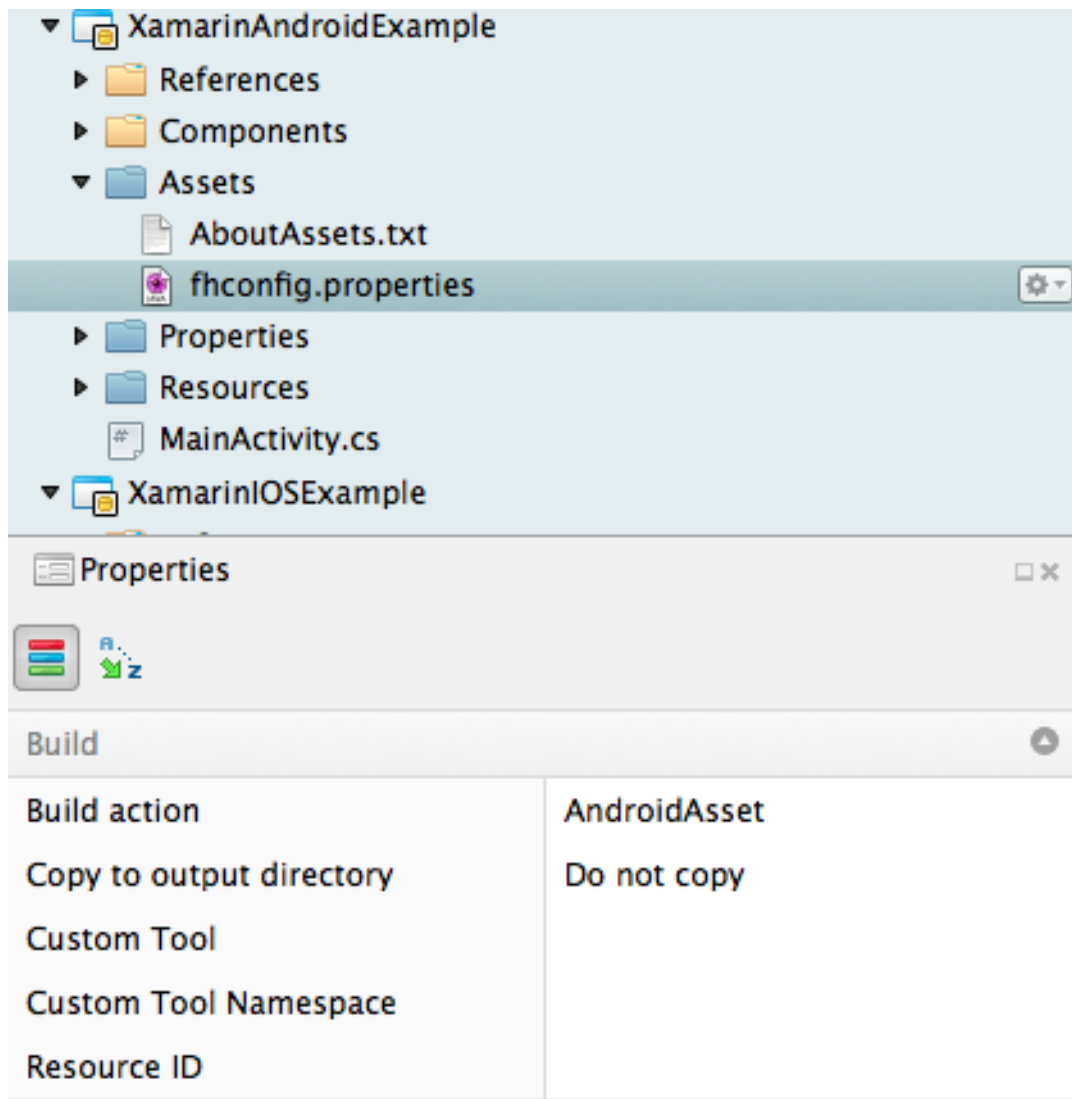 XamarinAndroidExample
References
Components
Assets
AboutAssets.txt
fhconfig.properties
Properties
Resources
MainActivity.cs
XamarinIOSExample
Properties
A
Z
Build
Build action AndroidAsset
Copy to output directory Do not copy
Custom Tool
Custom Tool Namespace
Resource ID